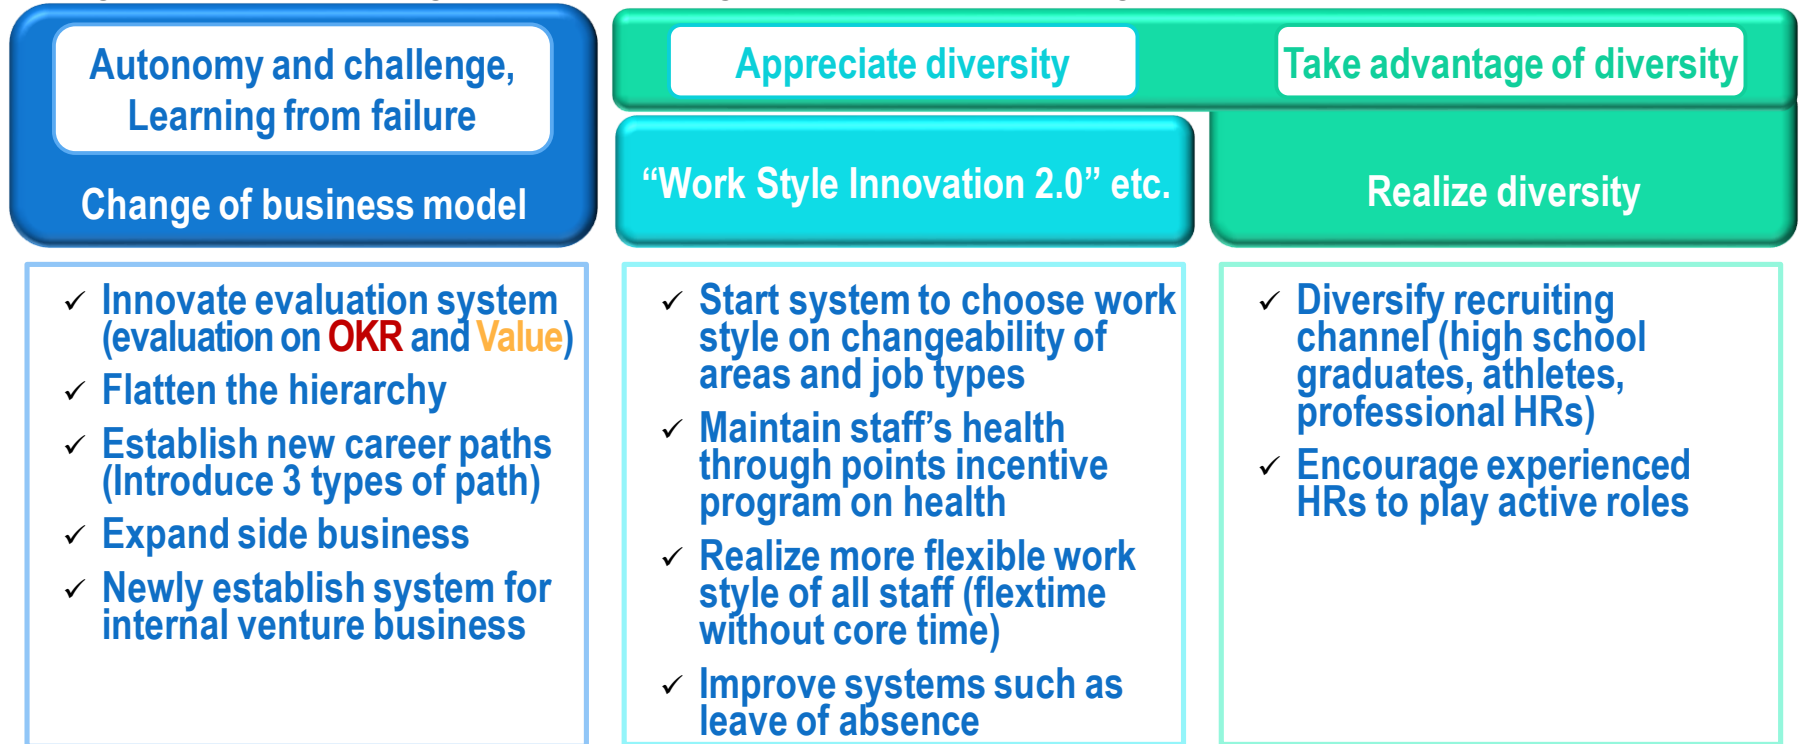 Autonomy and challenge,
Learning from failure
Change of business model
Appreciate diversity
Take advantage of diversity
“Work Style Innovation 2.0” etc.
Realize diversity
✓ Innovate evaluation system
(evaluation on OKR and Value)
✓ Flatten the hierarchy
✓ Establish new career paths
(Introduce 3 types of path)
✓ Expand side business
✓ Newly establish system for
internal venture business
✓ Start system to choose work
style on changeability of
areas and job types
✓ Maintain staff’s health
through points incentive
program on health
✓ Realize more flexible work
style of all staff (flextime
without core time)
✓ Improve systems such as
leave of absence
✓ Diversify recruiting
channel (high school
graduates, athletes,
professional HRs)
✓ Encourage experienced
HRs to play active roles